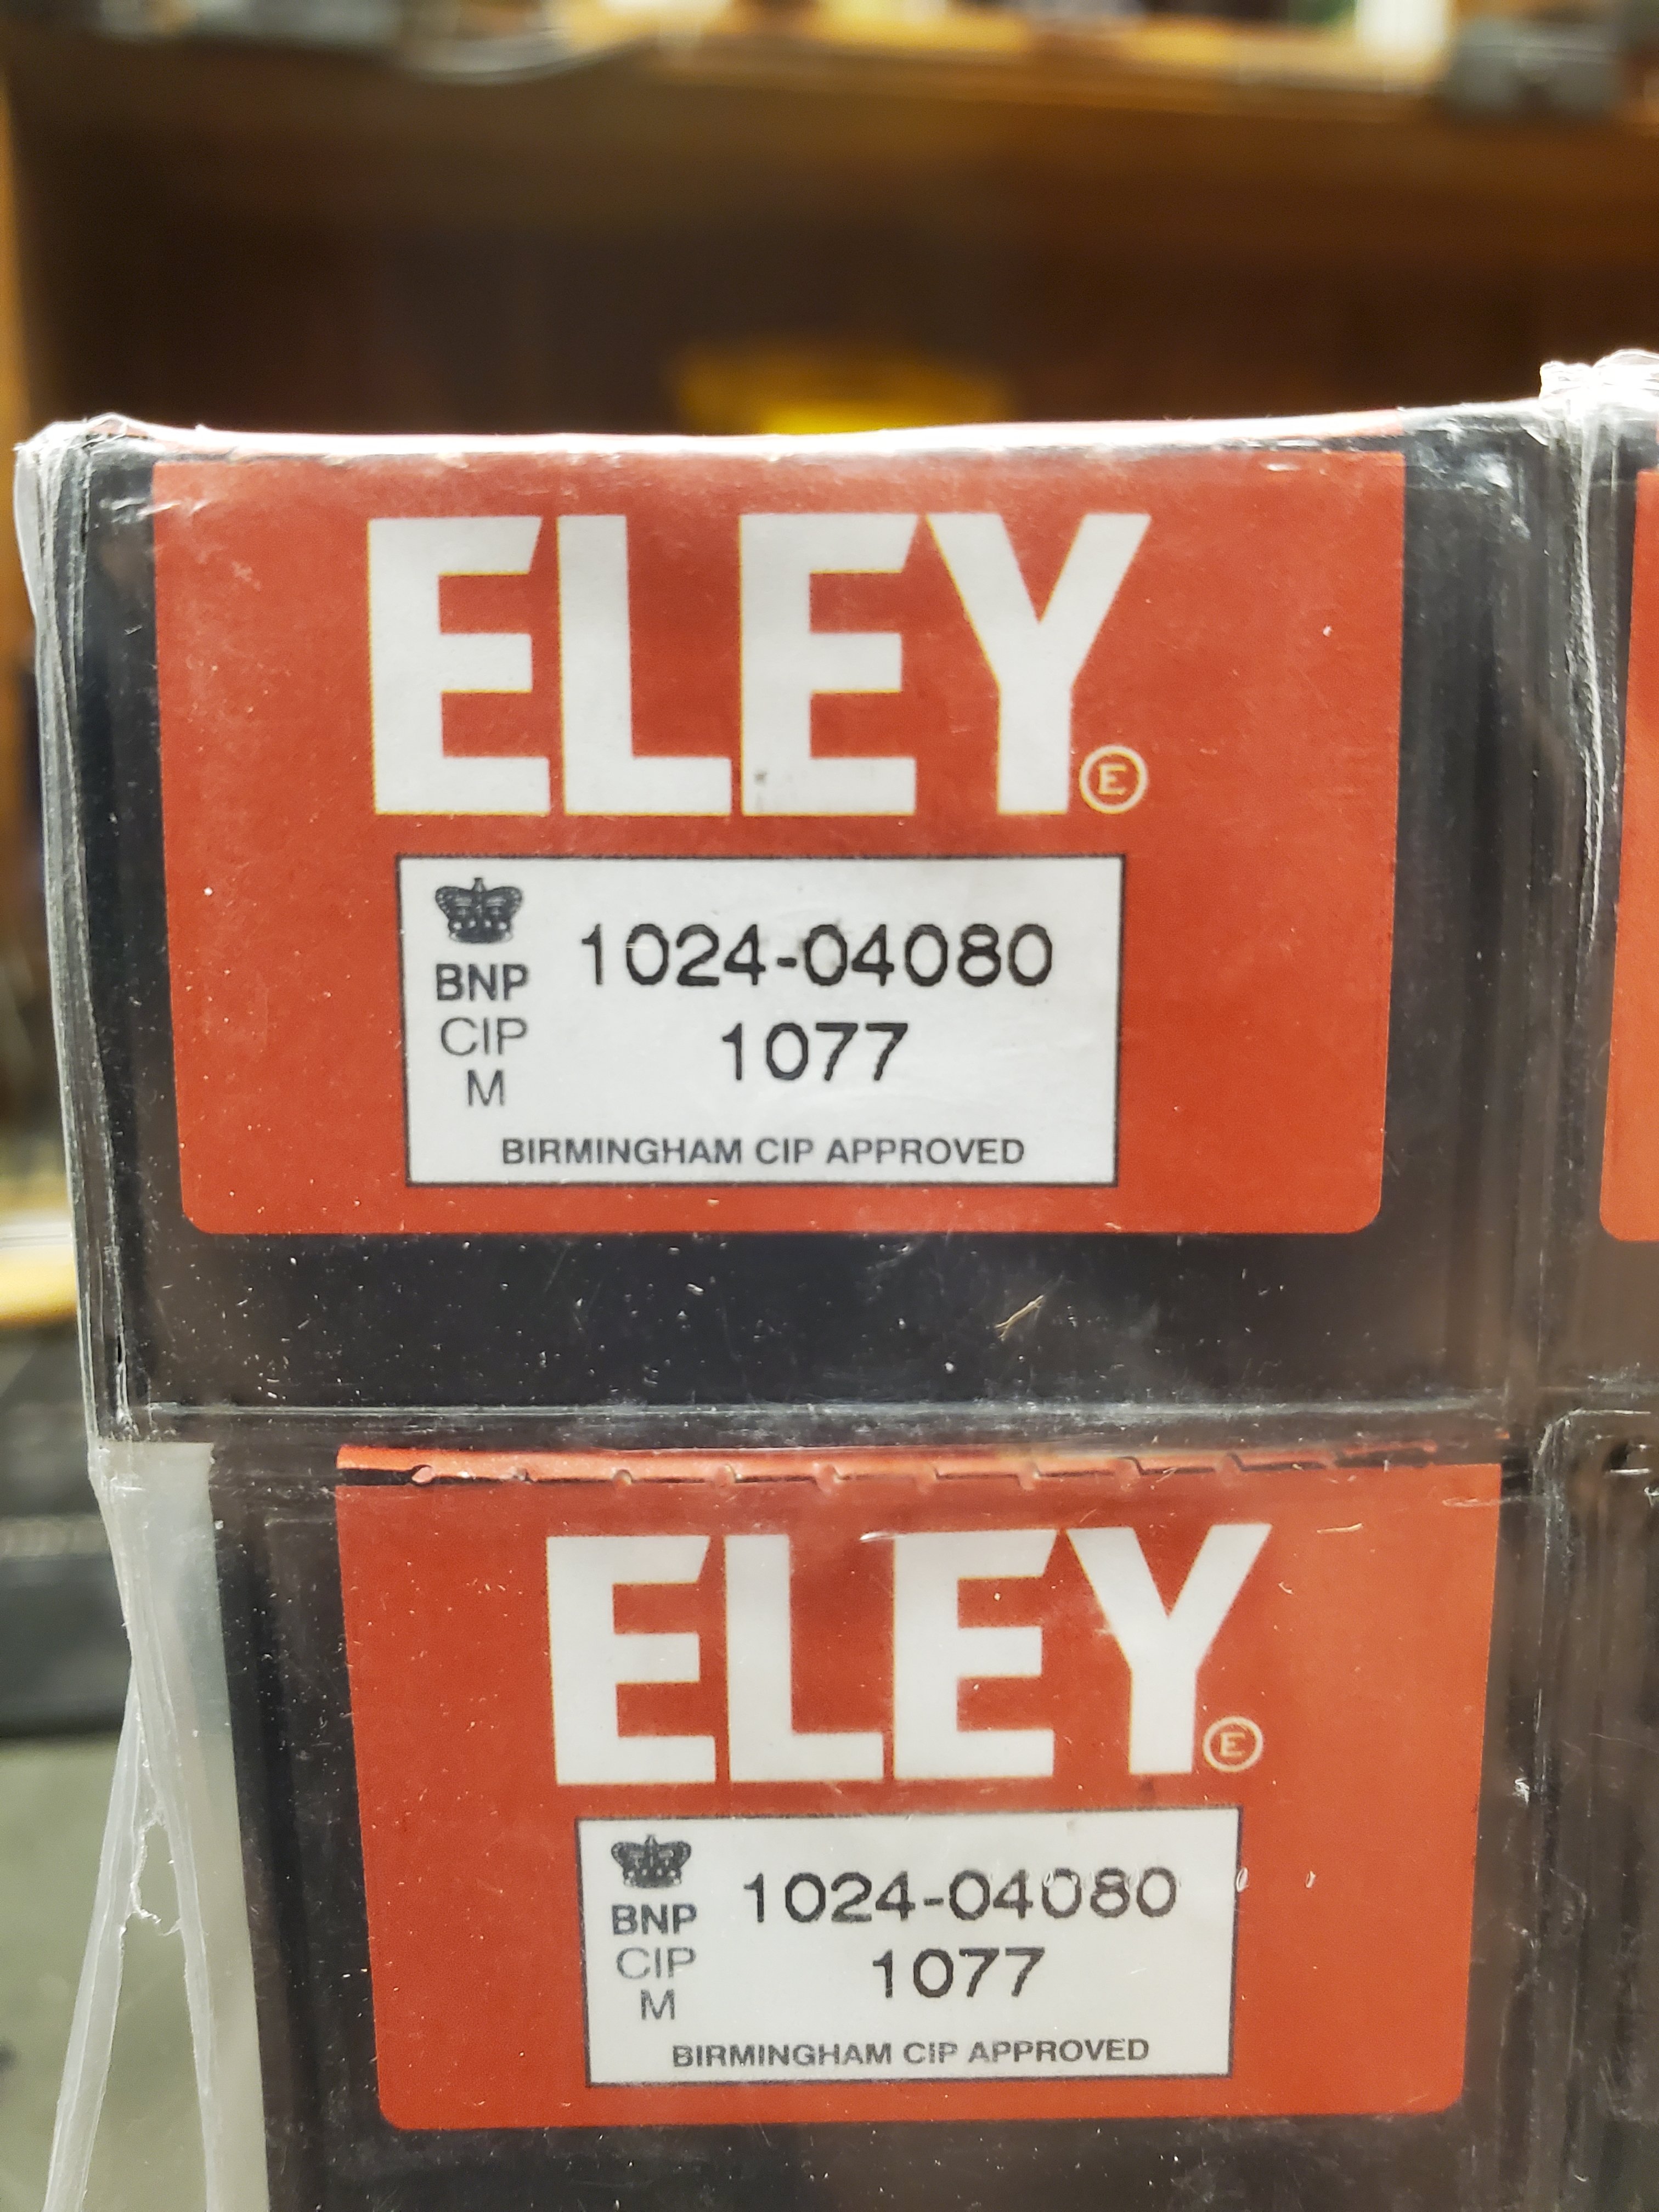 ELEY
E
BNP
CIP
M
1024-04080
1077
BIRMINGHAM CIP APPROVED
ELEY
E
BNP
CIP
M
1024-04080
1077
BIRMINGHAM CIP APPROVED